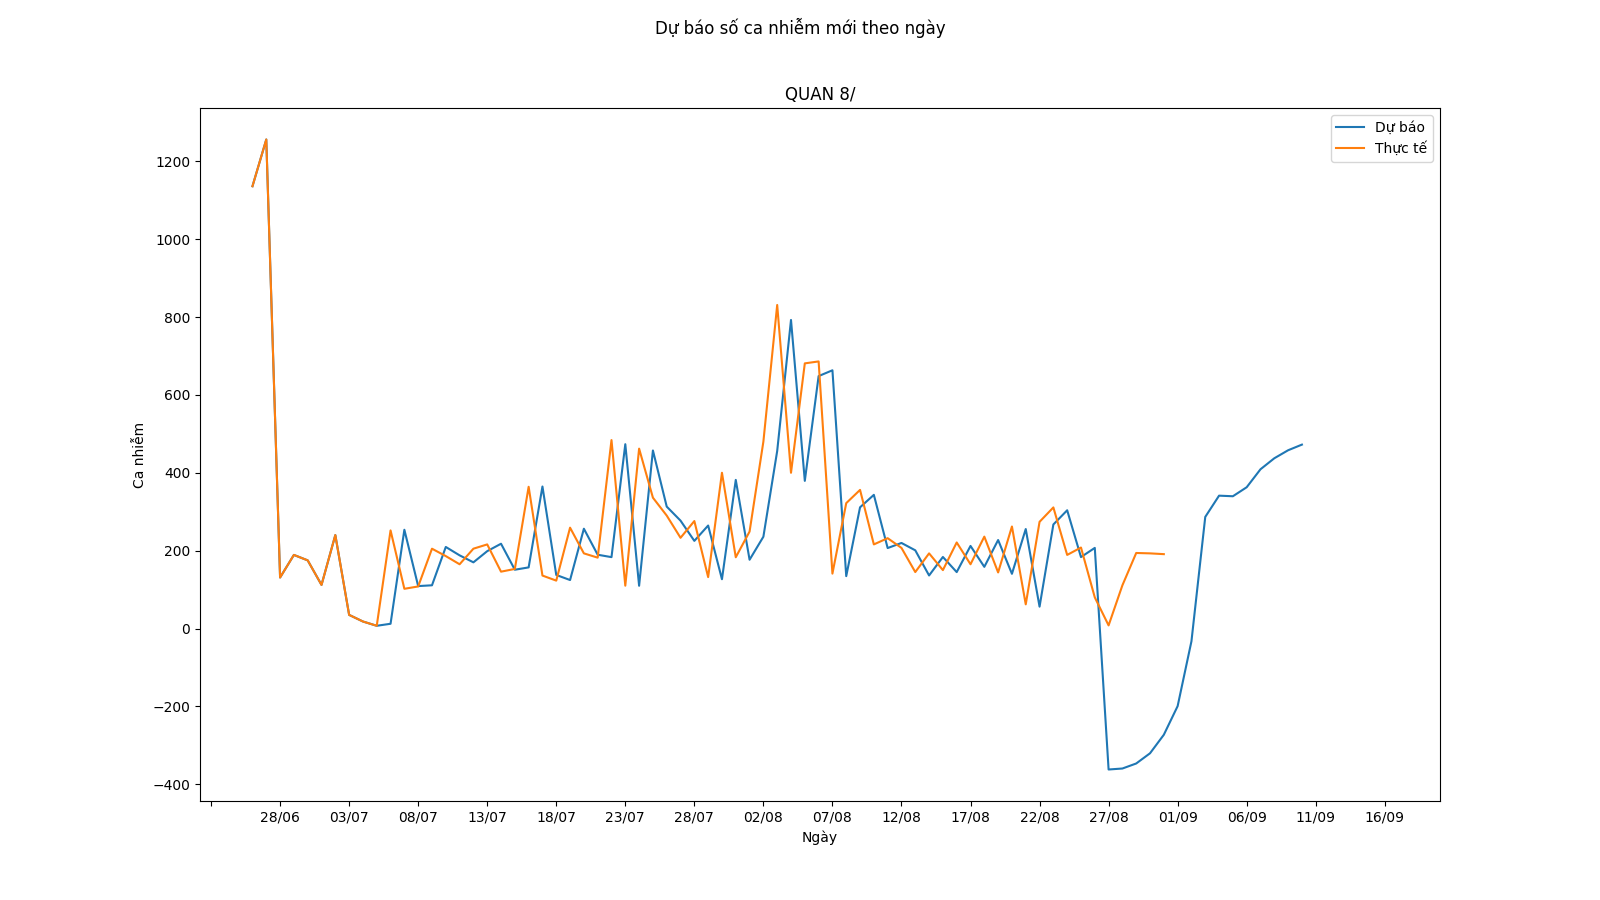 Dự báo số ca nhiễm mới theo ngày
QUAN 8/
Dự báo
Thực tế
1200
1000
800
600
400
200
0
−200
−400
Ca nhiễm
28/06 03/07 08/07 13/07 18/07 23/07 28/07 02/08 07/08 12/08 17/08 22/08 27/08 01/09 06/09 11/09 16/09
Ngày